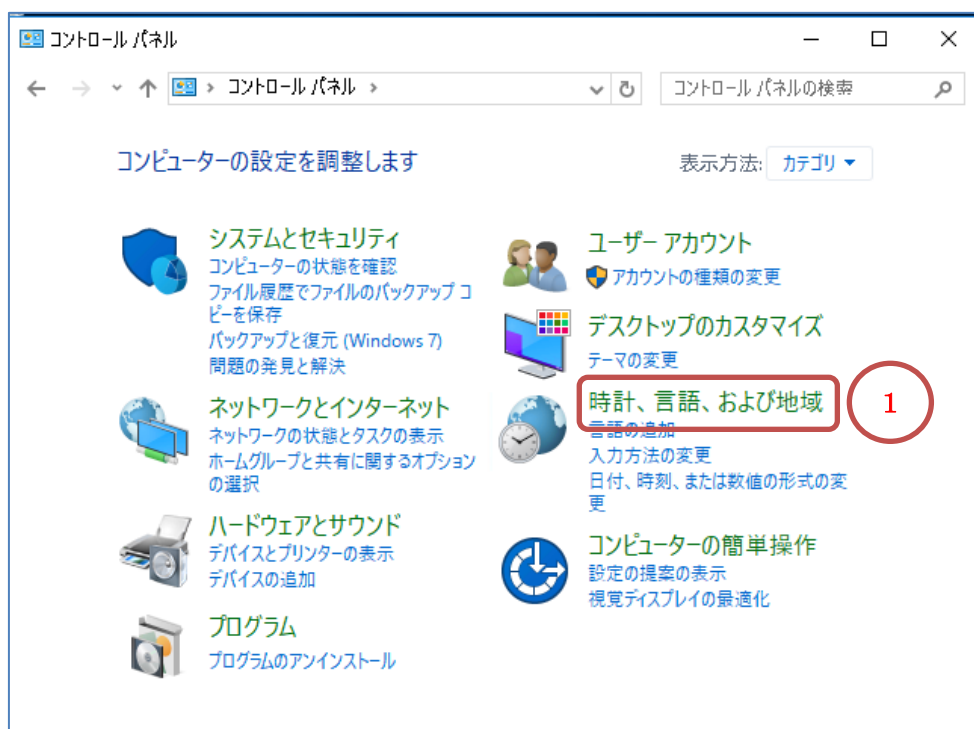 コントロール パネル
コントロール パネル
コントロール パネルの検索
コンピューターの設定を調整します
表示方法: カテゴリ
システムとセキュリティ
コンピューターの状態を確認
ファイル履歴でファイルのバックアップ コ
ピーを保存
バックアップと復元 (Windows 7)
問題の発見と解決
ネットワークとインターネット
ネットワークの状態とタスクの表示
ホームグループと共有に関するオプション
の選択
ハードウェアとサウンド
デバイスとプリンターの表示
デバイスの追加
プログラム
プログラムのアンインストール
ユーザー アカウント
アカウントの種類の変更
デスクトップのカスタマイズ
テーマの変更
時計、言語、および地域
1
言語の追加
入力方法の変更
日付、時刻、または数値の形式の変
更
コンピューターの簡単操作
設定の提案の表示
視覚ディスプレイの最適化